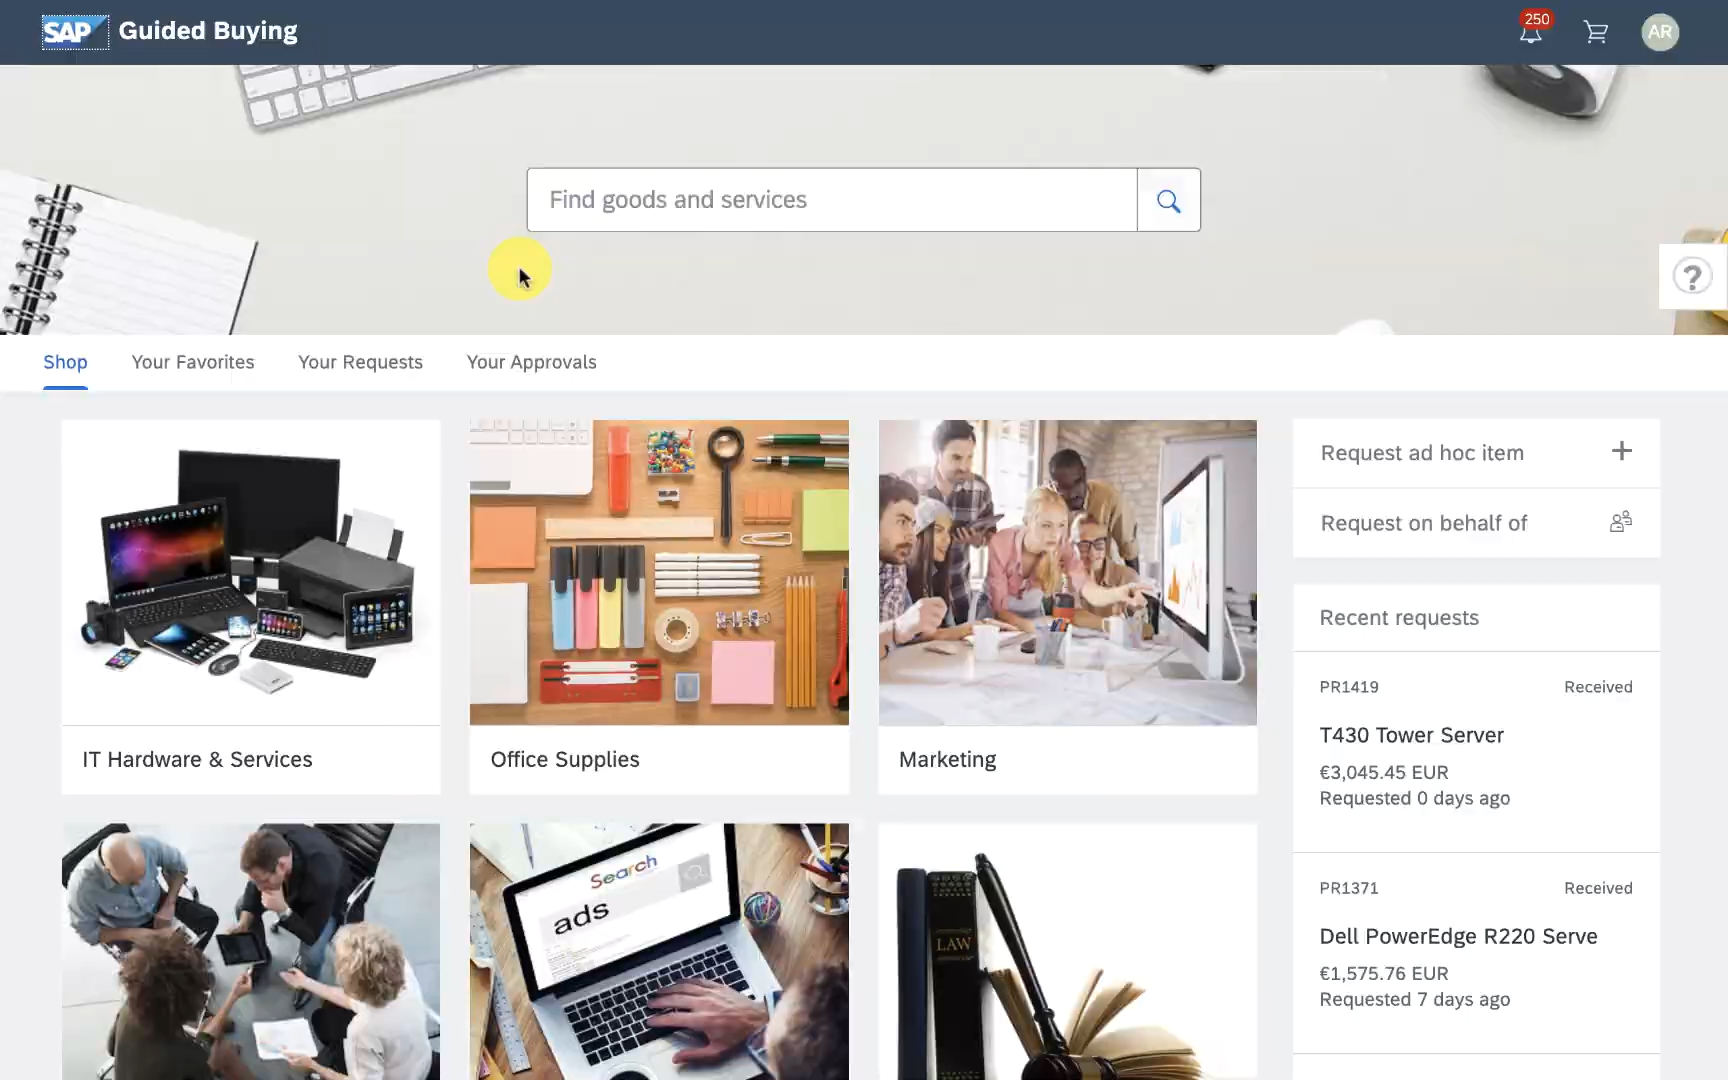 SAP Guided Buying
250
AR
Find goods and services
?
Shop
Your Favorites
Your Requests
Your Approvals
Request ad hoc item
Request on behalf of
IT Hardware & Services
Office Supplies
Marketing
Recent requests
PR1419
Received
T430 Tower Server
€3,045.45 EUR
Requested 0 days ago
PR1371
Received
Dell PowerEdge R220 Serve
€1,575.76 EUR
Requested 7 days ago
Search
ads
LAW